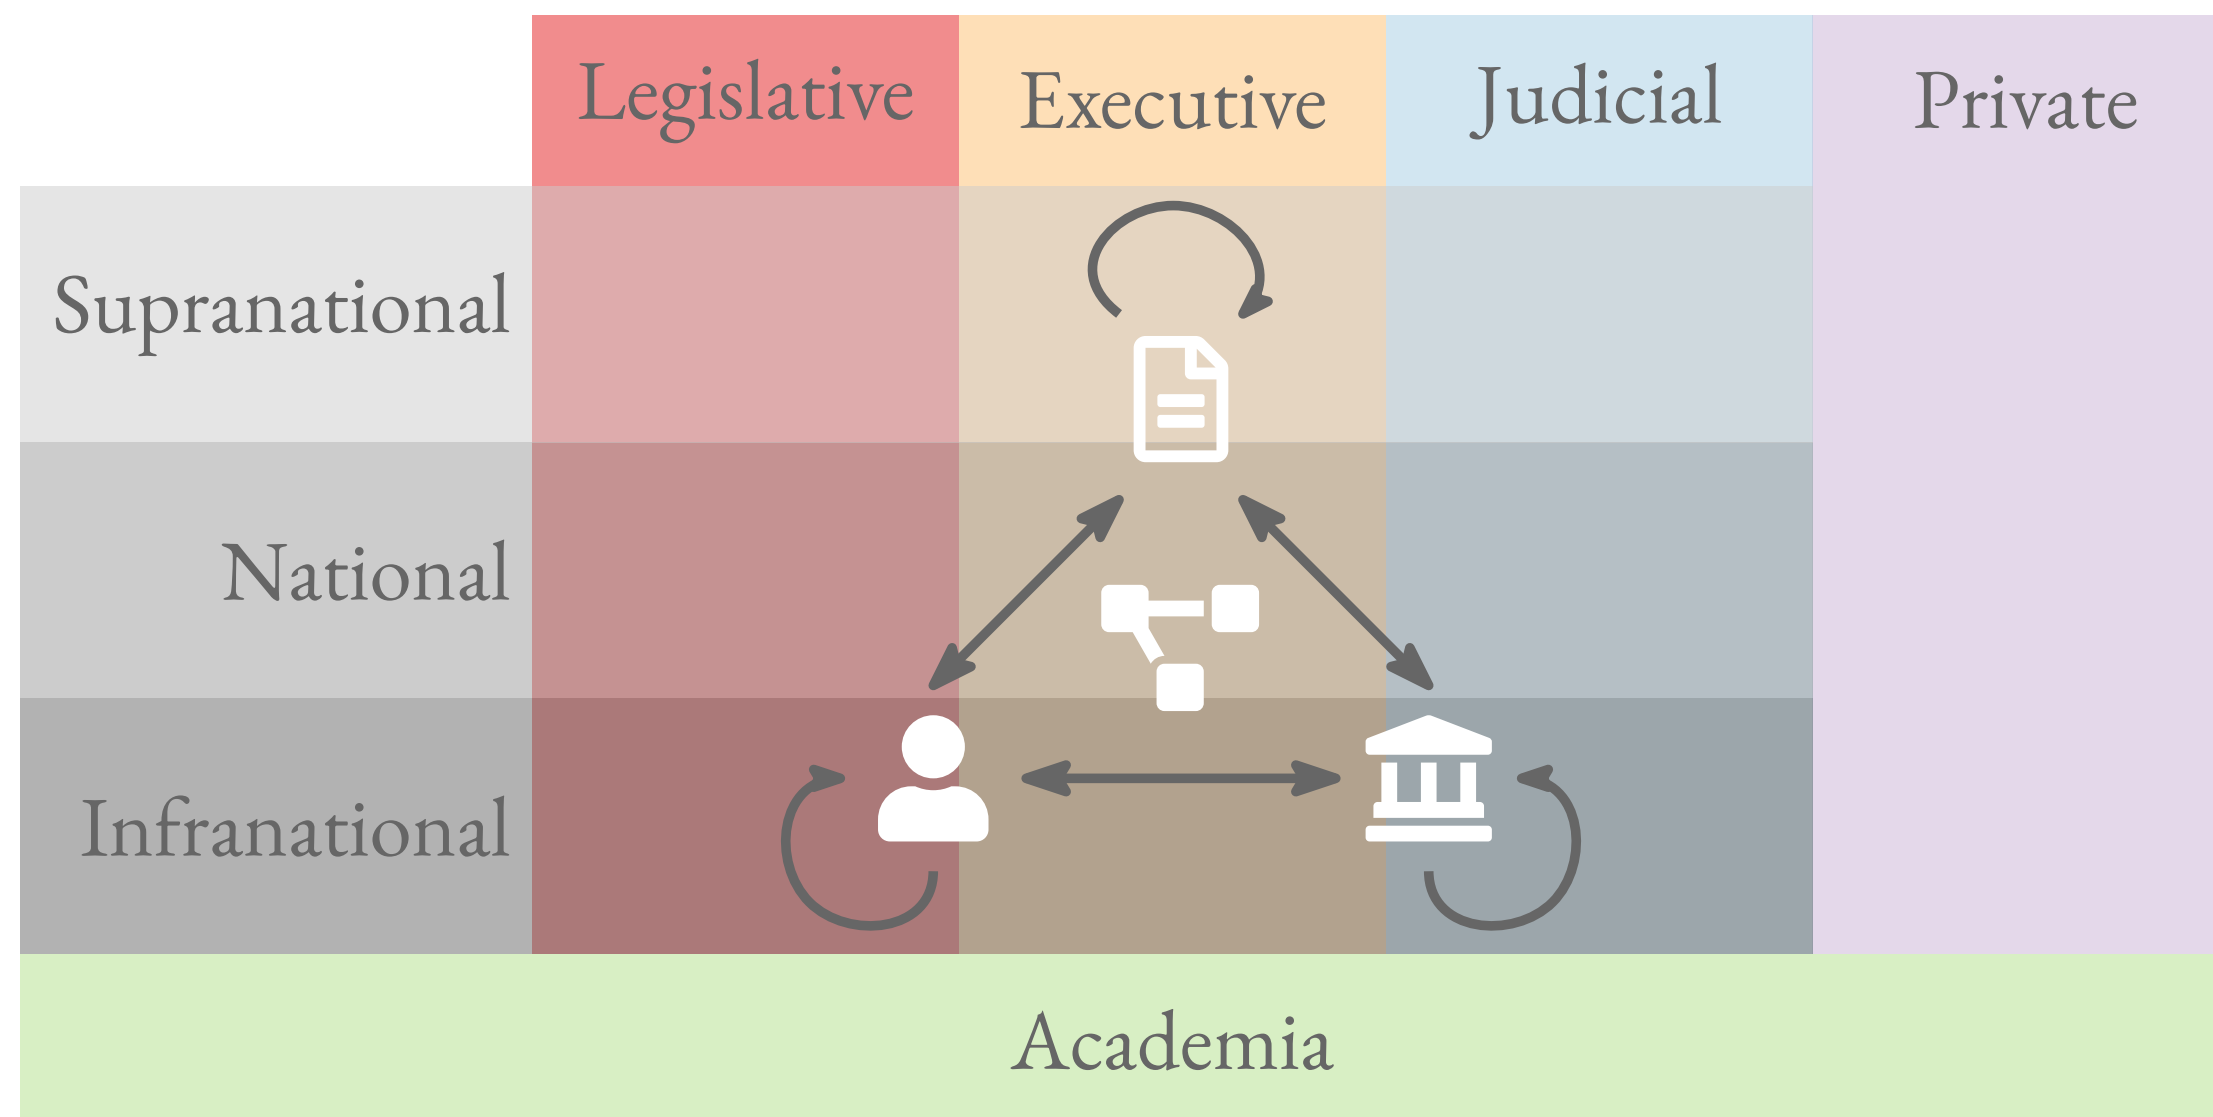 Legislative
Executive
Judicial
Private
Supranational
National
Infranational
Academia